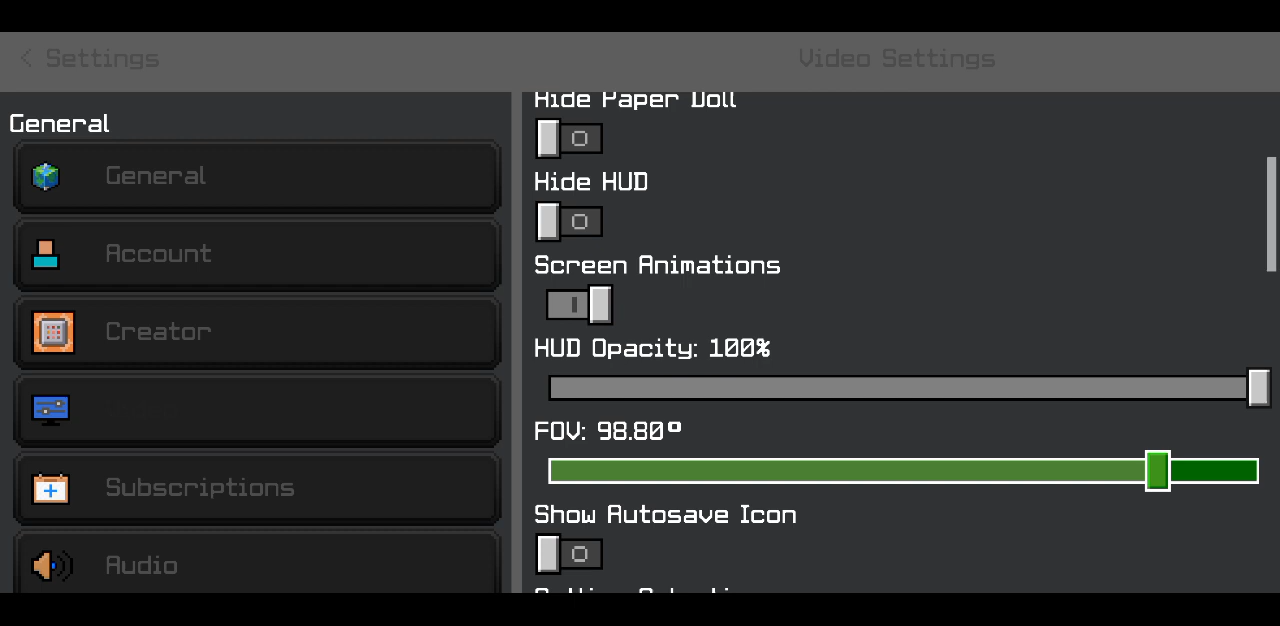 Settings
Video Settings
General
General
Account
Creator
Subscriptions
Audio
Hide Paper Doll
Hide HUD
Screen Animations
HUD Opacity: 100%
FOV: 98.80°
Show Autosave Icon